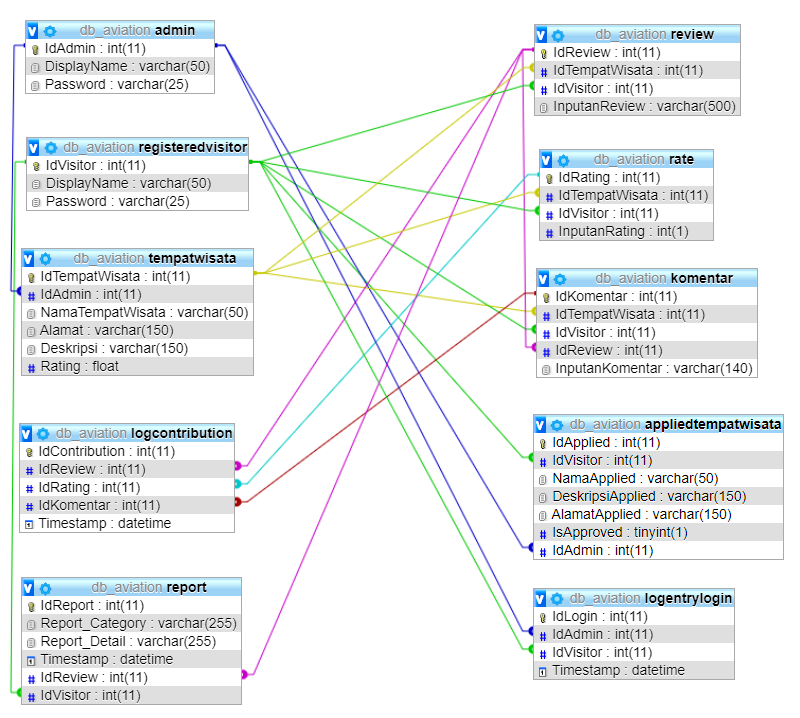 db_aviation admin
IdAdmin : int(11)
DisplayName : varchar(50)
Password : varchar(25)
db_aviation registeredvisitor
IdVisitor : int(11)
DisplayName : varchar(50)
Password : varchar(25)
db_aviation tempatwisata
IdTempatWisata : int(11)
IdAdmin : int(11)
NamaTempatWisata : varchar(50)
Alamat : varchar(150)
Deskripsi : varchar(150)
Rating : float
db_aviation logcontribution
IdContribution : int(11)
IdReview : int(11)
IdRating : int(11)
IdKomentar : int(11)
Timestamp : datetime
db_aviation report
IdReport : int(11)
Report_Category : varchar(255)
Report_Detail : varchar(255)
Timestamp : datetime
IdReview : int(11)
IdVisitor : int(11)
db_aviation review
IdReview : int(11)
IdTempatWisata : int(11)
IdVisitor : int(11)
InputanReview : varchar(500)
db_aviation rate
IdRating : int(11)
IdTempatWisata : int(11)
IdVisitor : int(11)
InputanRating : int(1)
db_aviation komentar
IdKomentar : int(11)
IdTempatWisata : int(11)
IdVisitor : int(11)
IdReview : int(11)
InputanKomentar : varchar(140)
db_aviation appliedtempatwisata
IdApplied : int(11)
IdVisitor : int(11)
NamaApplied : varchar(50)
DeskripsiApplied : varchar(150)
AlamatApplied : varchar(150)
IsApproved : tinyint(1)
IdAdmin : int(11)
db_aviation logentrylogin
IdLogin : int(11)
IdAdmin : int(11)
IdVisitor : int(11)
Timestamp : datetime